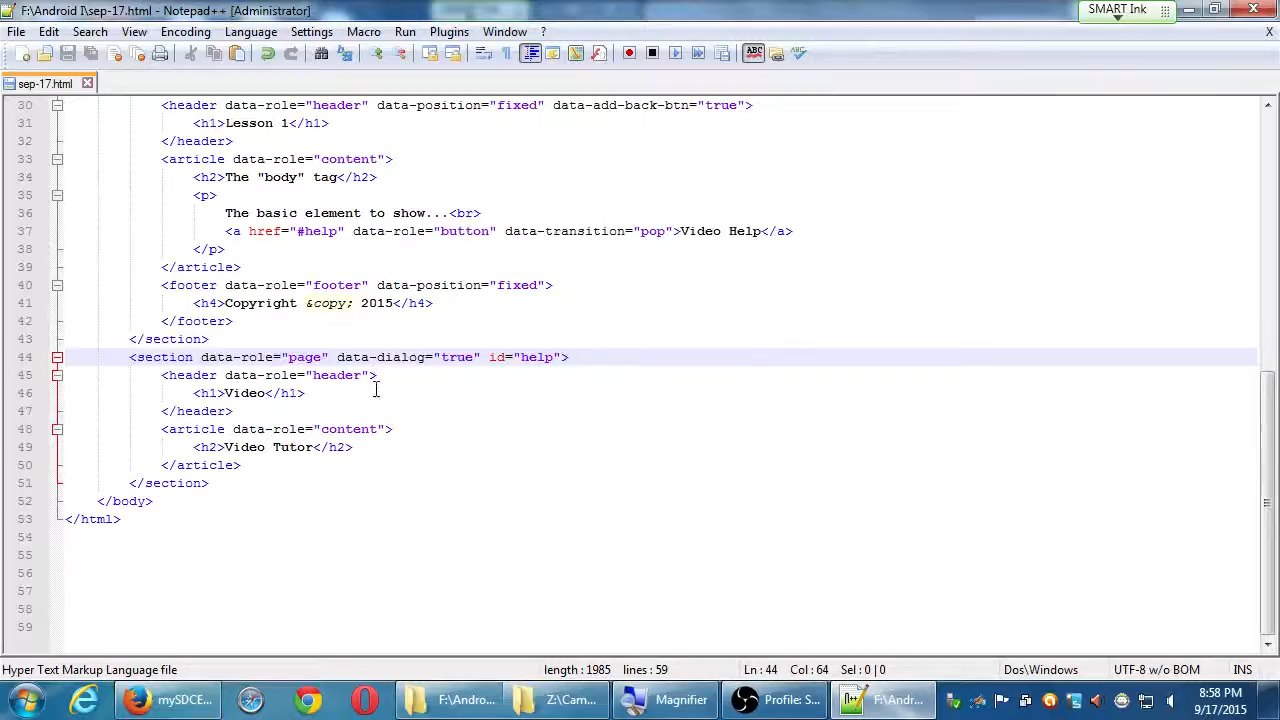 F:\Android I\sep-17.html - Notepad++ [Administrator]
SMART Ink
File Edit Search View Encoding Language Settings Macro Run Plugins Window ? X
ABC
sep-17.html
30 <header data-role="header" data-position="fixed" data-add-back-btn="true">
31 <h1>Lesson 1</h1>
32 </header>
33 <article data-role="content">
34 <h2>The "body" tag</h2>
35 <p>
36 The basic element to show...<br>
37 <a href="#help" data-role="button" data-transition="pop">Video Help</a>
38 </p>
39 </article>
40 <footer data-role="footer" data-position="fixed">
41 <h4>Copyright &copy; 2015</h4>
42 </footer>
43 </section>
44 <section data-role="page" data-dialog="true" id="help">
45 <header data-role="header">
46 <h1>Video</h1>
47 </header>
48 <article data-role="content">
49 <h2>Video Tutor</h2>
50 </article>
51 </section>
52 </body>
53 </html>
54
55
56
57
58
59
Hyper Text Markup Language file length : 1985 lines : 59 Ln : 44 Col : 64 Sel : 0 | 0 Dos\Windows UTF-8 w/o BOM INS
mySDCE... F:\Andro... Z:\Cam... Magnifier Profile: S... F:\Andr... 8:58 PM
9/17/2015